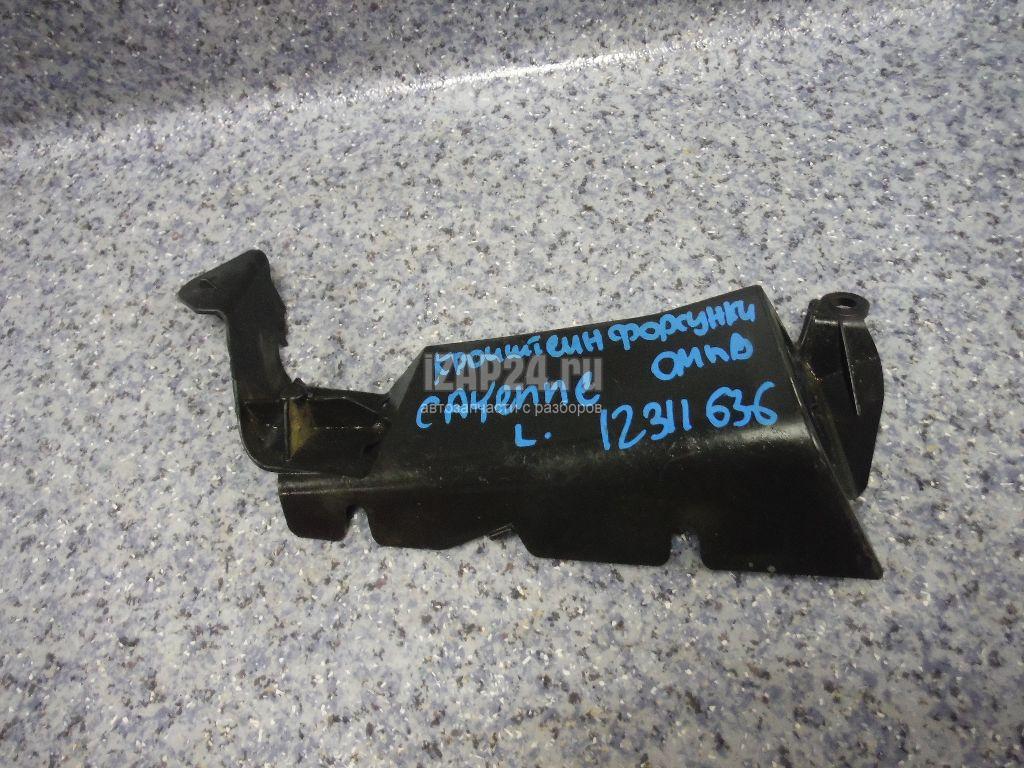 кронштейн форсунки
омыв
iZAP24.ru
CAYenne
автозапчасти с разборов
L. 12311636